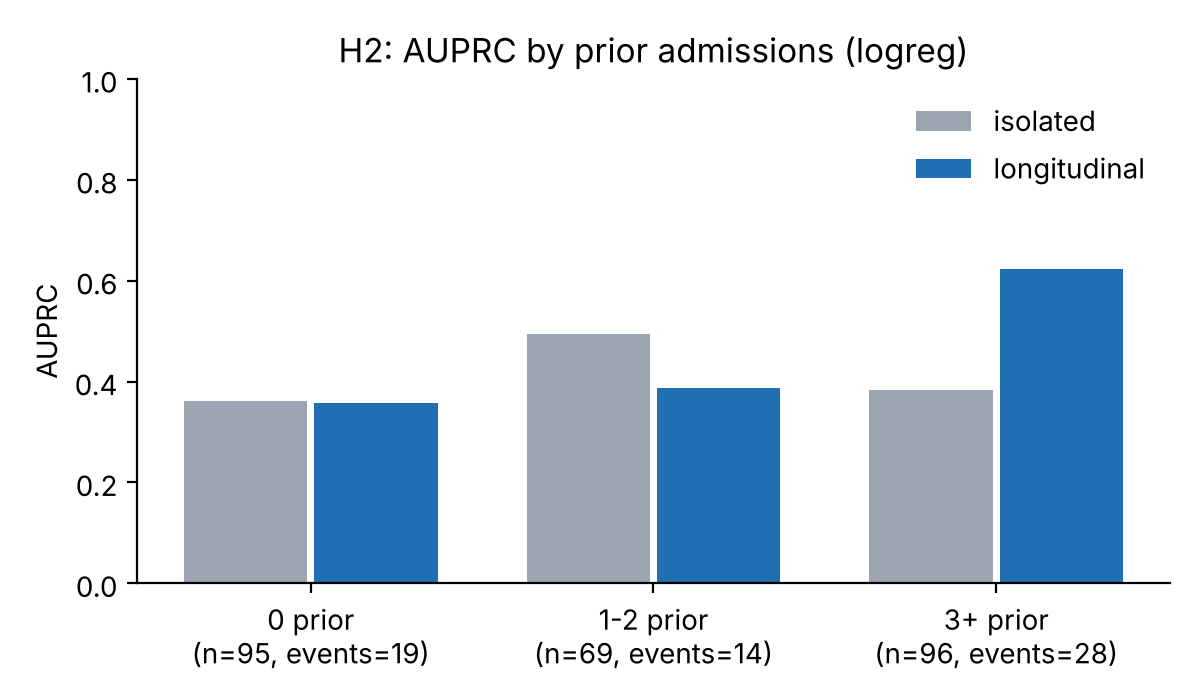 H2: AUPRC by prior admissions (logreg)
isolated
longitudinal
AUPRC
1.0
0.8
0.6
0.4
0.2
0.0
0 prior
(n=95, events=19)
1-2 prior
(n=69, events=14)
3+ prior
(n=96, events=28)